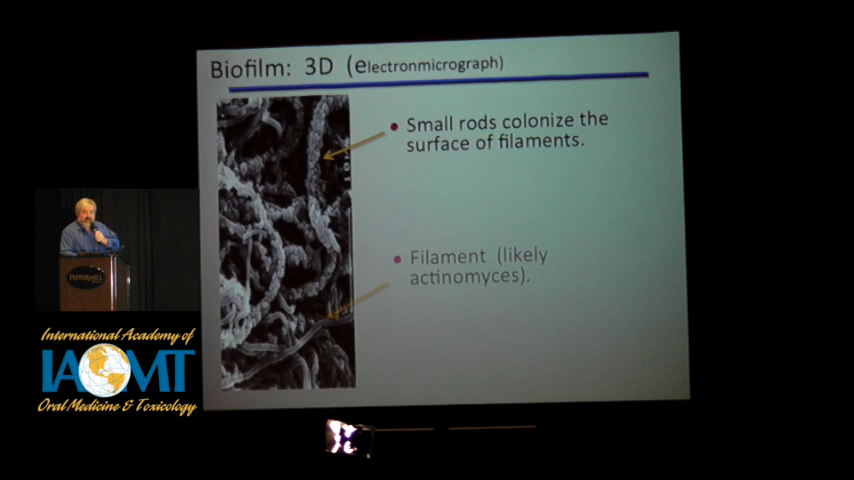 Biofilm: 3D (electronmicrograph)
• Small rods colonize the
surface of filaments.
• Filament (likely
actinomyces).
PEPPERMILL
International Academy of
IAOMT
Oral Medicine & Toxicology